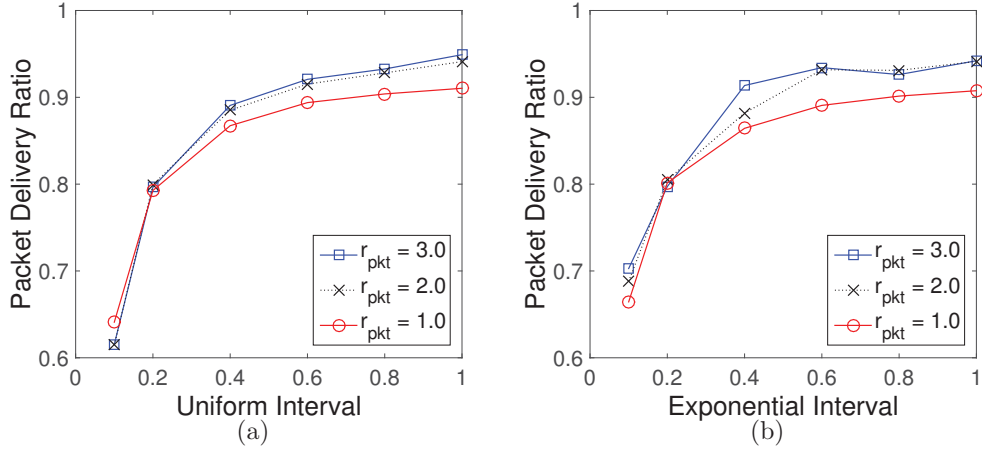 Packet Delivery Ratio
1
0.9
0.8
0.7
0.6
0
0.2
0.4
0.6
0.8
1
Uniform Interval
r_pkt = 3.0
r_pkt = 2.0
r_pkt = 1.0
(a)
Packet Delivery Ratio
1
0.9
0.8
0.7
0.6
0
0.2
0.4
0.6
0.8
1
Exponential Interval
r_pkt = 3.0
r_pkt = 2.0
r_pkt = 1.0
(b)